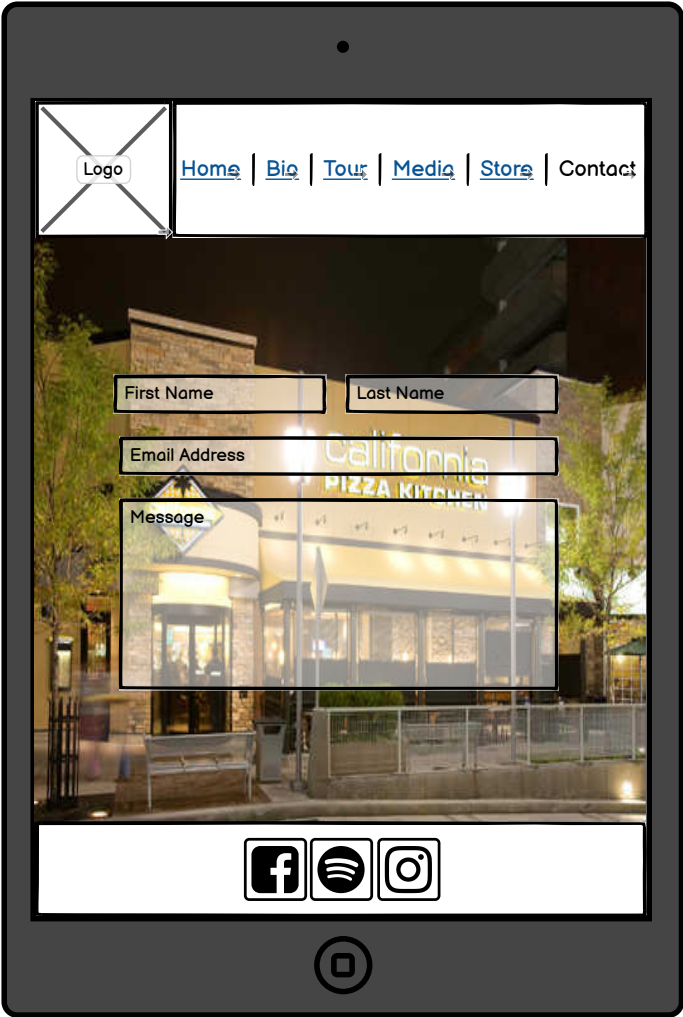 Logo
Home | Bio | Tour | Media | Store | Contact
First Name
Last Name
Email Address
california
PIZZA KITCHEN
Message